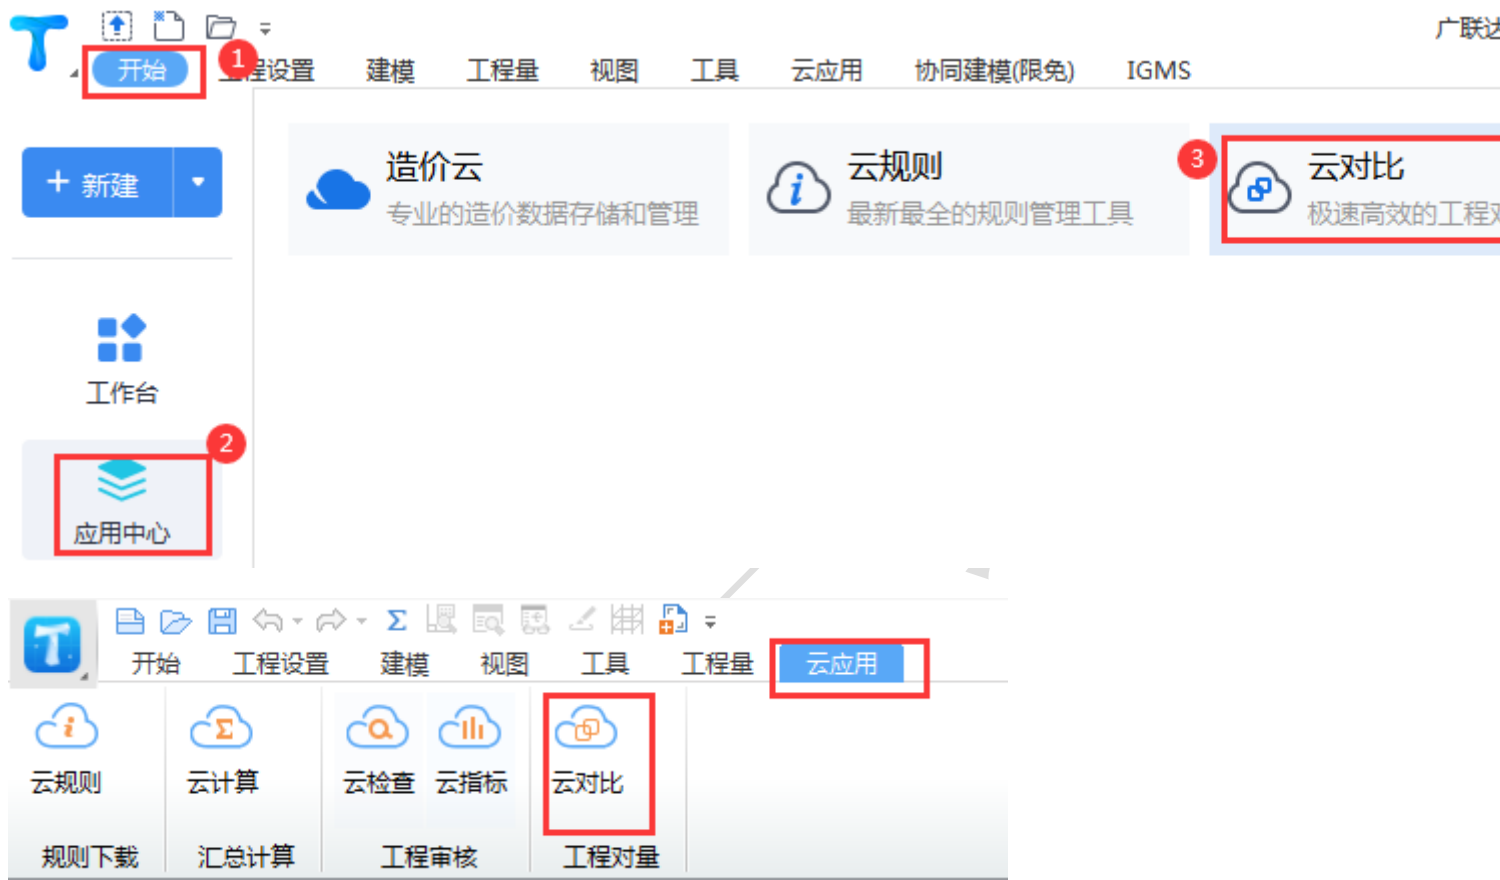 广联达
1
开始 工程设置 建模 工程量 视图 工具 云应用 协同建模(限免) IGMS
+ 新建
造价云
专业的造价数据存储和管理
云规则
最新最全的规则管理工具
3
云对比
极速高效的工程对
工作台
2
应用中心
开始 工程设置 建模 视图 工具 工程量 云应用
云规则 云计算 云检查 云指标 云对比
规则下载 汇总计算 工程审核 工程对量